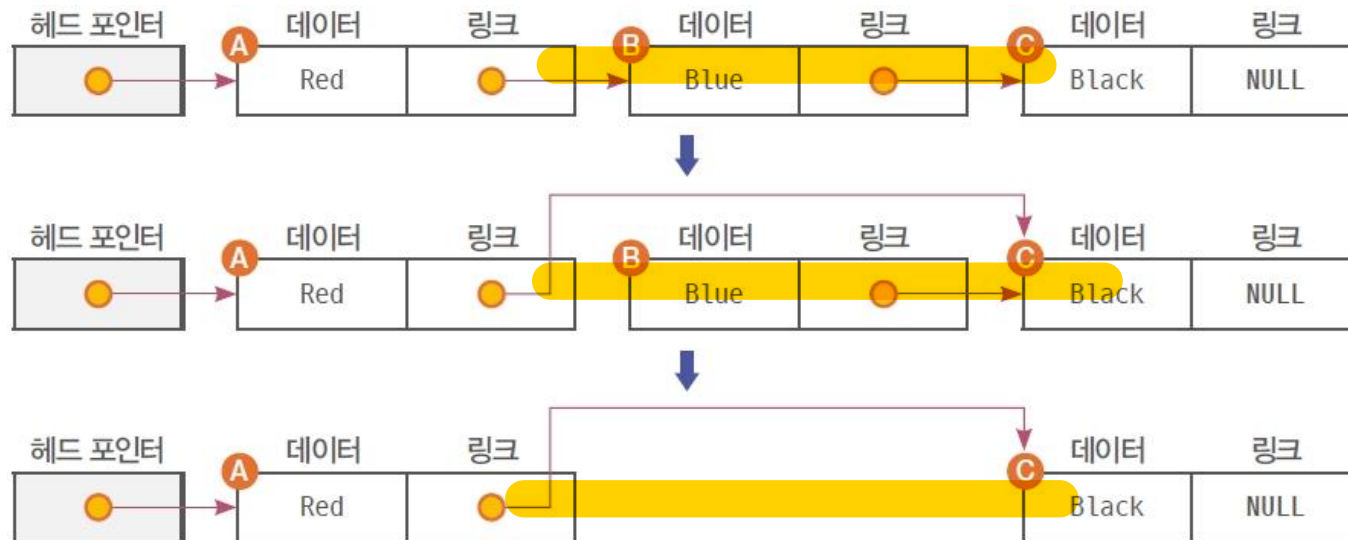 헤드 포인터 데이터 링크 데이터 링크 데이터 링크
A B C
Red Blue Black NULL
헤드 포인터 데이터 링크 데이터 링크 데이터 링크
A B C
Red Blue Black NULL
헤드 포인터 데이터 링크 데이터 링크
A C
Red Black NULL